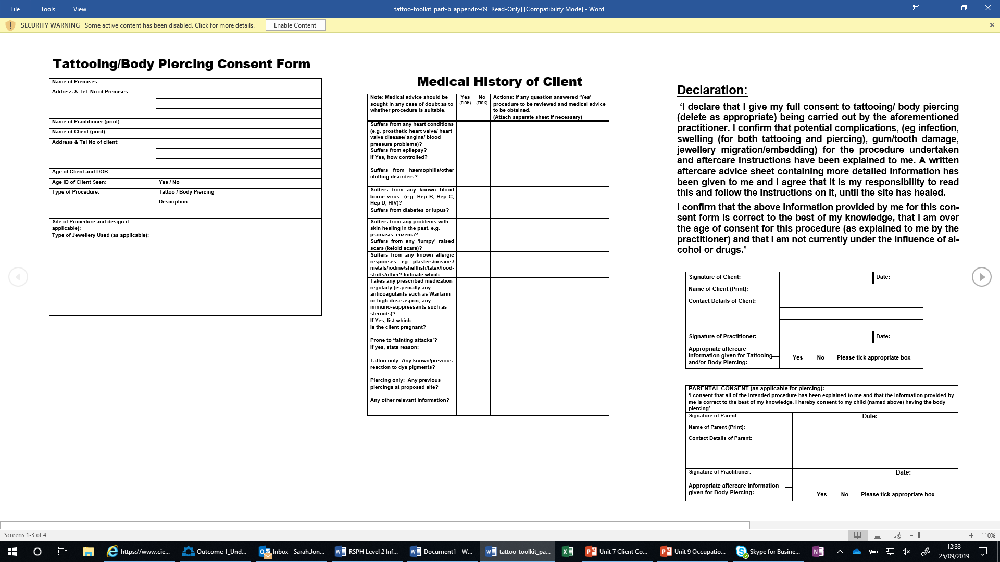 File Tools View
tattoo-toolkit_part-b_appendix-09 [Read-Only] [Compatibility Mode] - Word
SECURITY WARNING Some active content has been disabled. Click for more details. Enable Content
Tattooing/Body Piercing Consent Form
Name of Premises:
Address & Tel No of Premises:
Name of Practitioner (print):
Name of Client (print):
Address & Tel No of client:
Age of Client and DOB:
Age ID of Client Seen: Yes / No
Type of Procedure: Tattoo / Body Piercing
Description:
Site of Procedure and design if
applicable):
Type of Jewellery Used (as applicable):
Medical History of Client
Note: Medical advice should be
sought in any case of doubt as to
whether procedure is suitable.
Yes
(TICK)
No
(TICK)
Actions: if any question answered ‘Yes’
procedure to be reviewed and medical advice
to be obtained.
(Attach separate sheet if necessary)
Suffers from any heart conditions
(e.g. prosthetic heart valve/ heart
valve disease/ angina/ blood
pressure problems)?
Suffers from epilepsy?
If Yes, how controlled?
Suffers from haemophilia/other
clotting disorders?
Suffers from any known blood
borne virus (e.g. Hep B, Hep C,
Hep D, HIV)?
Suffers from diabetes or lupus?
Suffers from any problems with
skin healing in the past, e.g.
psoriasis, eczema?
Suffers from any ‘lumpy’ raised
scars (keloid scars)?
Suffers from any known allergic
responses eg plasters/creams/
metals/iodine/shellfish/latex/food-
stuffs/other? Indicate which:
Takes any prescribed medication
regularly (especially any
anticoagulants such as Warfarin
or high dose asprin; any
immuno-suppressants such as
steroids)?
If Yes, list which:
Is the client pregnant?
Prone to ‘fainting attacks’?
If yes, state reason:
Tattoo only: Any known/previous
reaction to dye pigments?
Piercing only: Any previous
piercings at proposed site?
Any other relevant information?
Declaration:
‘I declare that I give my full consent to tattooing/ body piercing
(delete as appropriate) being carried out by the aforementioned
practitioner. I confirm that potential complications, (eg infection,
swelling (for both tattooing and piercing), gum/tooth damage,
jewellery migration/embedding) for the procedure undertaken
and aftercare instructions have been explained to me. A written
aftercare advice sheet containing more detailed information has
been given to me and I agree that it is my responsibility to read
this and follow the instructions on it, until the site has healed.
I confirm that the above information provided by me for this con-
sent form is correct to the best of my knowledge, that I am over
the age of consent for this procedure (as explained to me by the
practitioner) and that I am not currently under the influence of al-
cohol or drugs.’
Signature of Client: Date:
Name of Client (Print):
Contact Details of Client:
Signature of Practitioner: Date:
Appropriate aftercare
information given for Tattooing
and/or Body Piercing:
Yes No Please tick appropriate box
PARENTAL CONSENT (as applicable for piercing):
‘I consent that all of the intended procedure has been explained to me and that the information provided by
me is correct to the best of my knowledge. I hereby consent to my child (named above) having the body
piercing’
Signature of Parent: Date:
Name of Parent (Print):
Contact Details of Parent:
Signature of Practitioner: Date:
Appropriate aftercare information
given for Body Piercing:
Yes No Please tick appropriate box
Screens 1-3 of 4
110%
https://www.cie...
Outcome 1_Und...
Inbox - Sarah.Jon...
RSPH Level 2 Inf...
Document1 - W...
tattoo-toolkit_pa...
Unit 7 Client Co...
Unit 9 Occupatio...
Skype for Busine...
12:33
25/09/2019